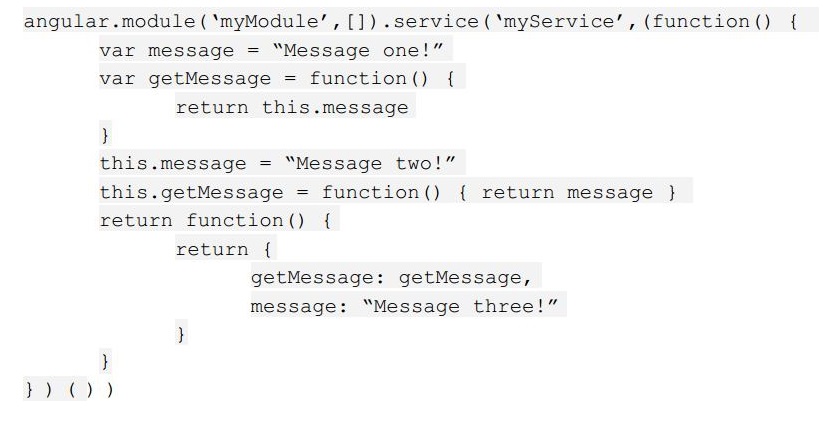 angular.module(‘myModule’,[]).service(‘myService’,(function() {
var message = “Message one!”
var getMessage = function() {
return this.message
}
this.message = “Message two!”
this.getMessage = function() { return message }
return function() {
return {
getMessage: getMessage,
message: “Message three!”
}
}
} ) ( ) )